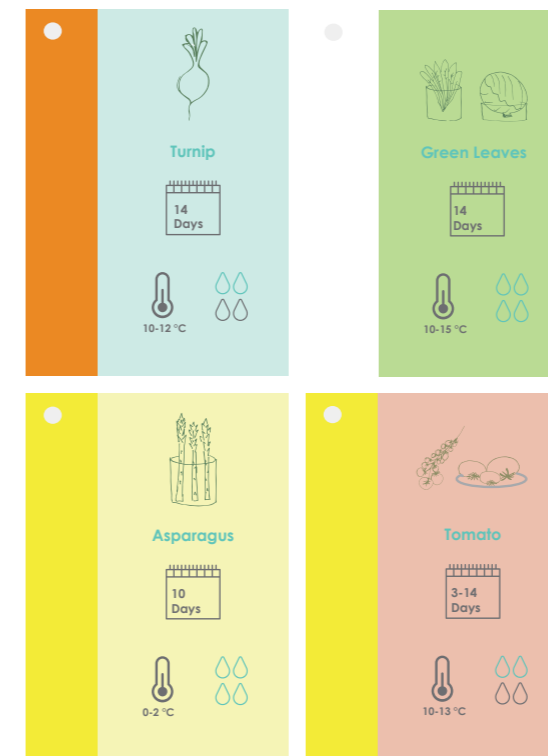 Turnip
14
Days
10-12 °C
Green Leaves
14
Days
10-15 °C
Asparagus
10
Days
0-2 °C
Tomato
3-14
Days
10-13 °C